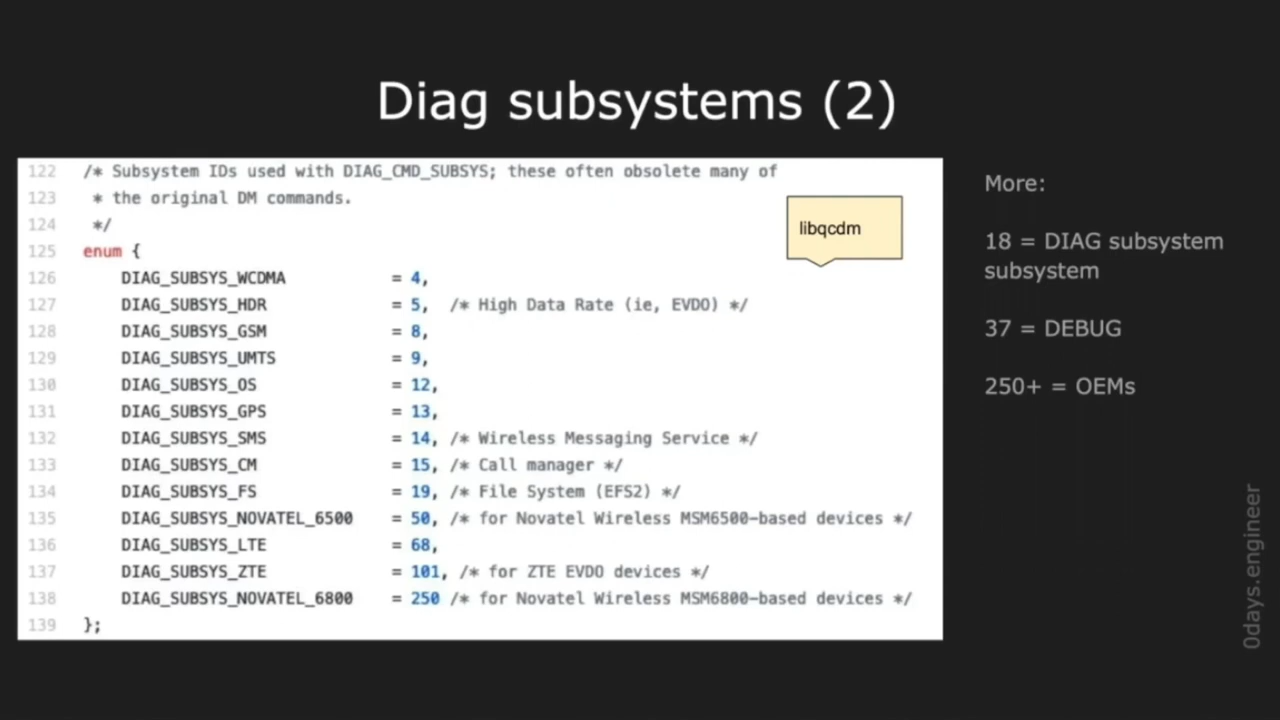 Diag subsystems (2)
122 /* Subsystem IDs used with DIAG_CMD_SUBSYS; these often obsolete many of
123  * the original DM commands.
124  */
125 enum {
126     DIAG_SUBSYS_WCDMA           = 4,
127     DIAG_SUBSYS_HDR             = 5,  /* High Data Rate (ie, EVDO) */
128     DIAG_SUBSYS_GSM             = 8,
129     DIAG_SUBSYS_UMTS            = 9,
130     DIAG_SUBSYS_OS              = 12,
131     DIAG_SUBSYS_GPS             = 13,
132     DIAG_SUBSYS_SMS             = 14, /* Wireless Messaging Service */
133     DIAG_SUBSYS_CM              = 15, /* Call manager */
134     DIAG_SUBSYS_FS              = 19, /* File System (EFS2) */
135     DIAG_SUBSYS_NOVATEL_6500    = 50, /* for Novatel Wireless MSM6500-based devices */
136     DIAG_SUBSYS_LTE             = 68,
137     DIAG_SUBSYS_ZTE             = 101, /* for ZTE EVDO devices */
138     DIAG_SUBSYS_NOVATEL_6800    = 250 /* for Novatel Wireless MSM6800-based devices */
139 };
libqcdm
More:
18 = DIAG subsystem
subsystem
37 = DEBUG
250+ = OEMs
0days.engineer